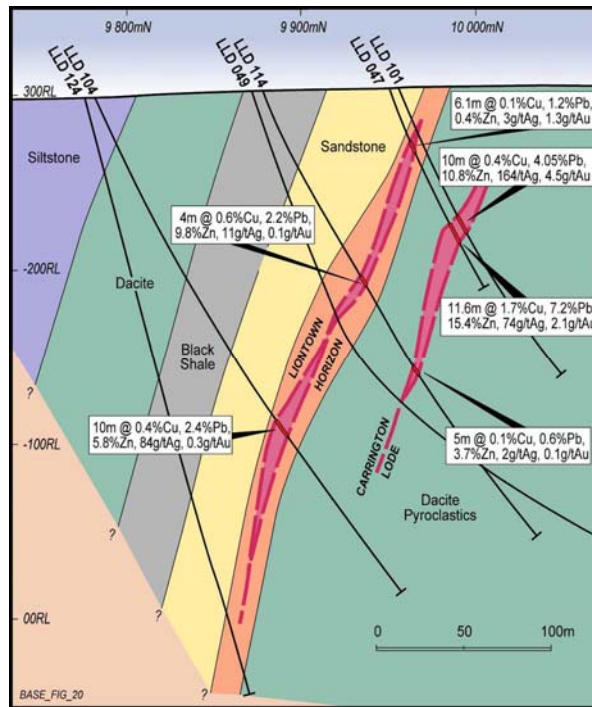 9 800mN
9 900mN
10 000mN
LLD 124
LLD 104
LLD 049
LLD 114
LLD 047
LLD 101
300RL
6.1m @ 0.1%Cu, 1.2%Pb,
0.4%Zn, 3g/tAg, 1.3g/tAu
Siltstone
Sandstone
10m @ 0.4%Cu, 4.05%Pb,
10.8%Zn, 164/tAg, 4.5g/tAu
4m @ 0.6%Cu, 2.2%Pb,
9.8%Zn, 11g/tAg, 0.1g/tAu
-200RL
Dacite
11.6m @ 1.7%Cu, 7.2%Pb,
15.4%Zn, 74g/tAg, 2.1g/tAu
Black
Shale
LIONTOWN
HORIZON
?
10m @ 0.4%Cu, 2.4%Pb,
5.8%Zn, 84g/tAg, 0.3g/tAu
5m @ 0.1%Cu, 0.6%Pb,
3.7%Zn, 2g/tAg, 0.1g/tAu
-100RL
CARRINGTON
LODE
Dacite
Pyroclastics
?
?
00RL
0
50
100m
?
BASE_FIG_20